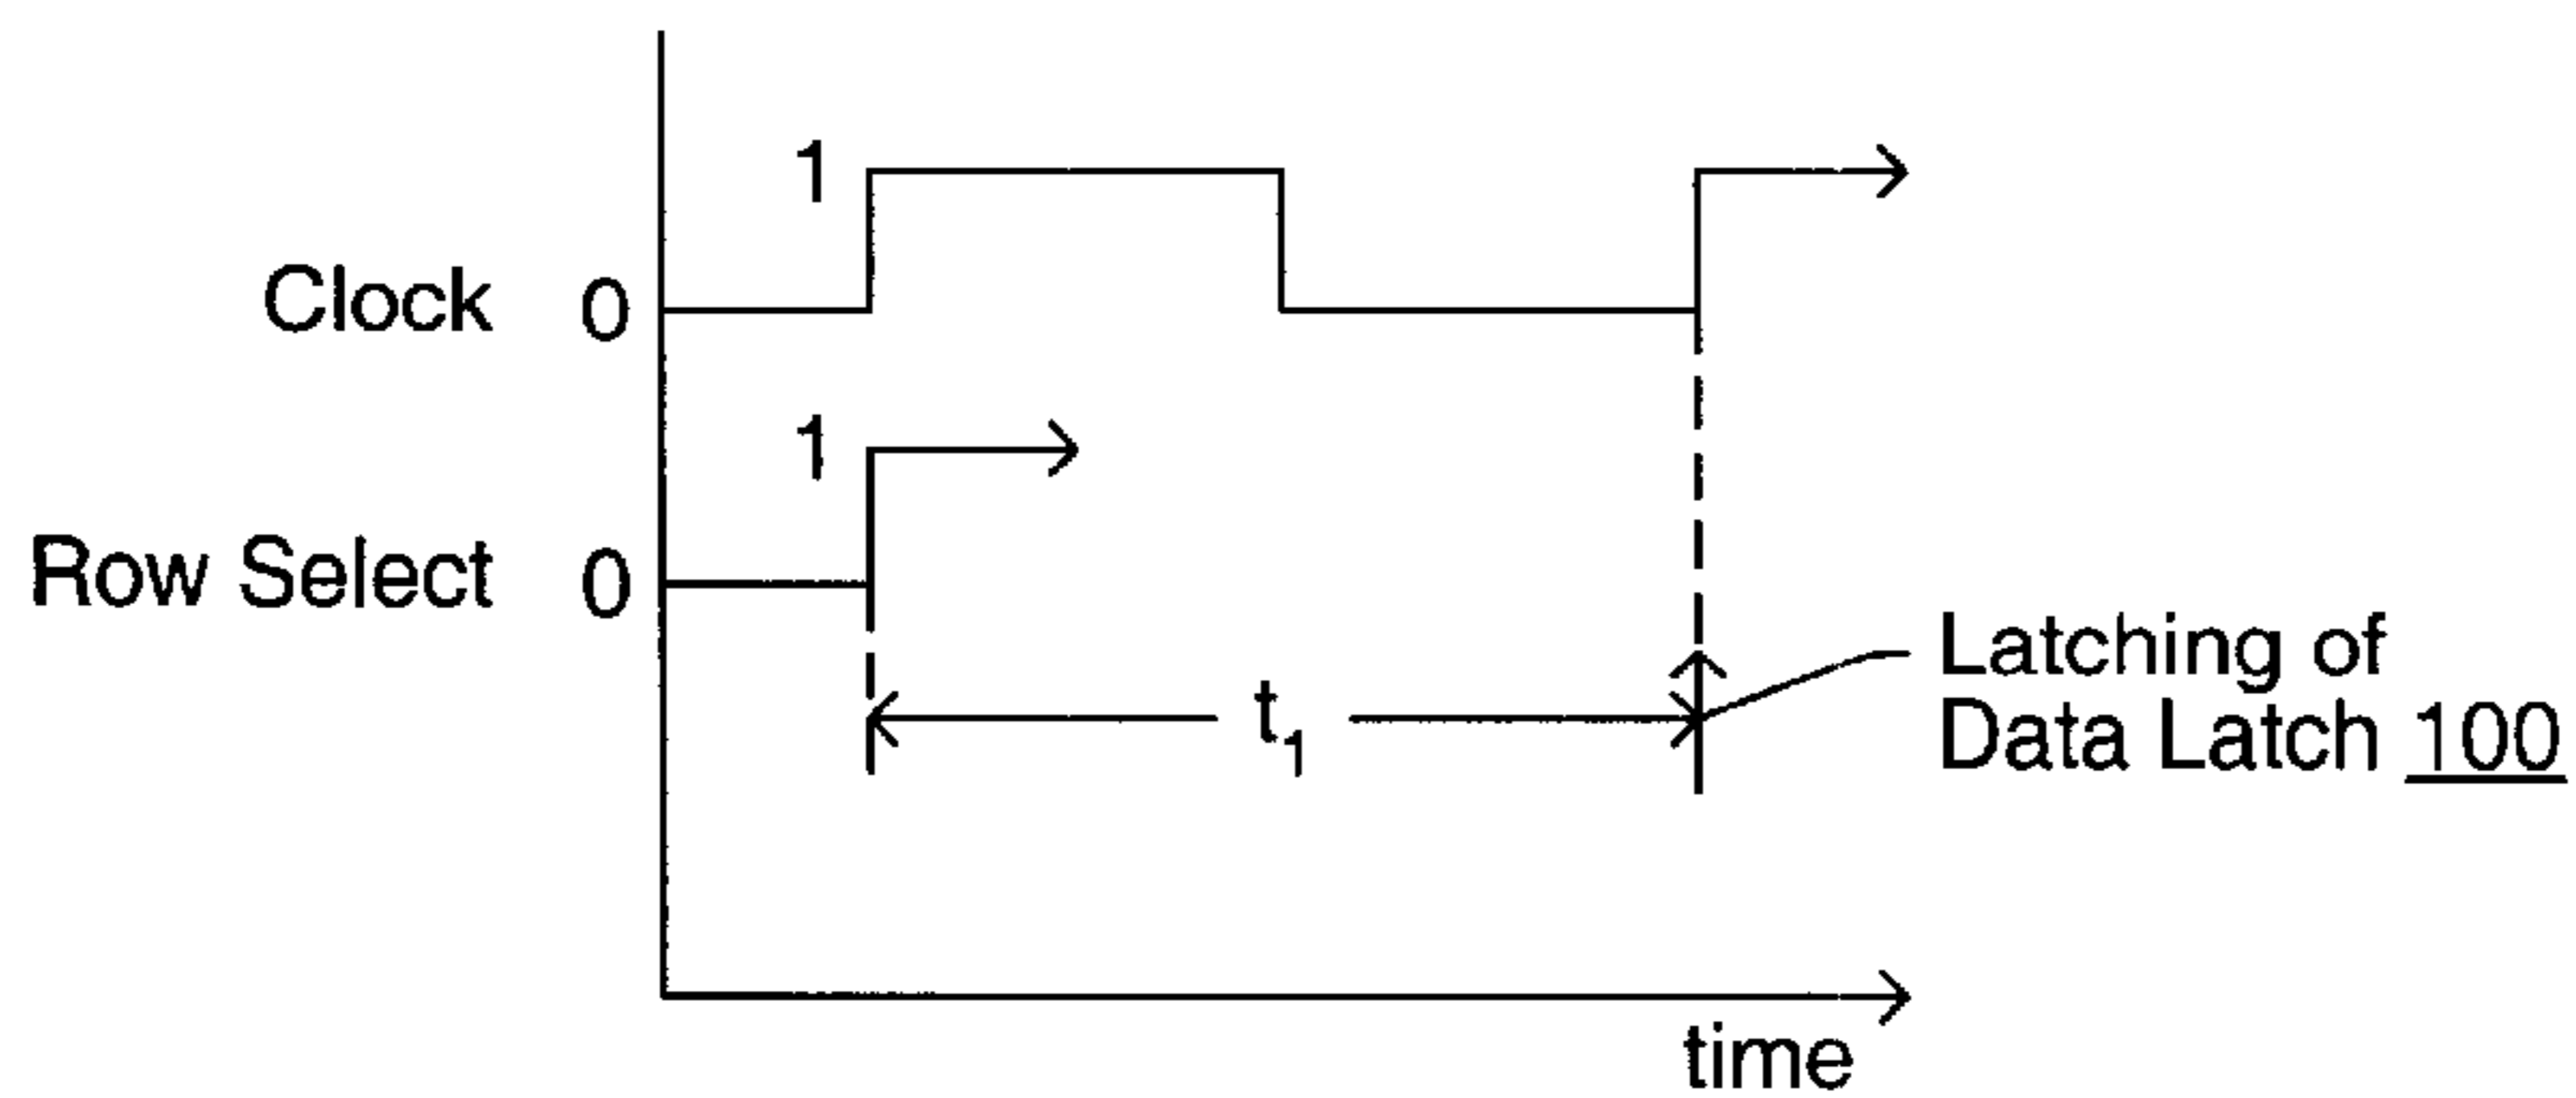 1
Clock 0
1
Row Select 0
t1
Latching of
Data Latch 100
time